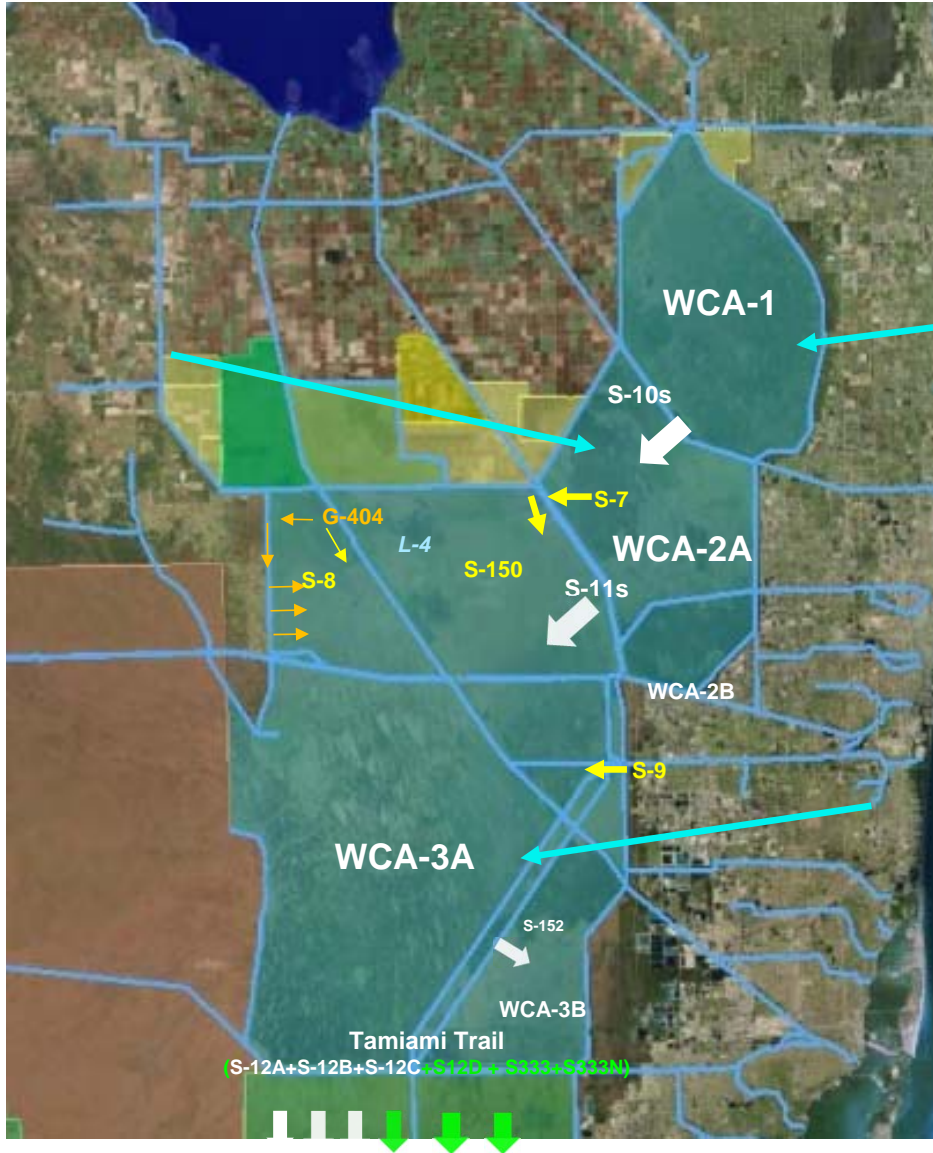 WCA-1
S-10s
S-7
G-404
L-4
WCA-2A
S-8
S-150
S-11s
WCA-2B
S-9
WCA-3A
S-152
WCA-3B
Tamiami Trail
(S-12A+S-12B+S-12C+S12D + S333+S333N)